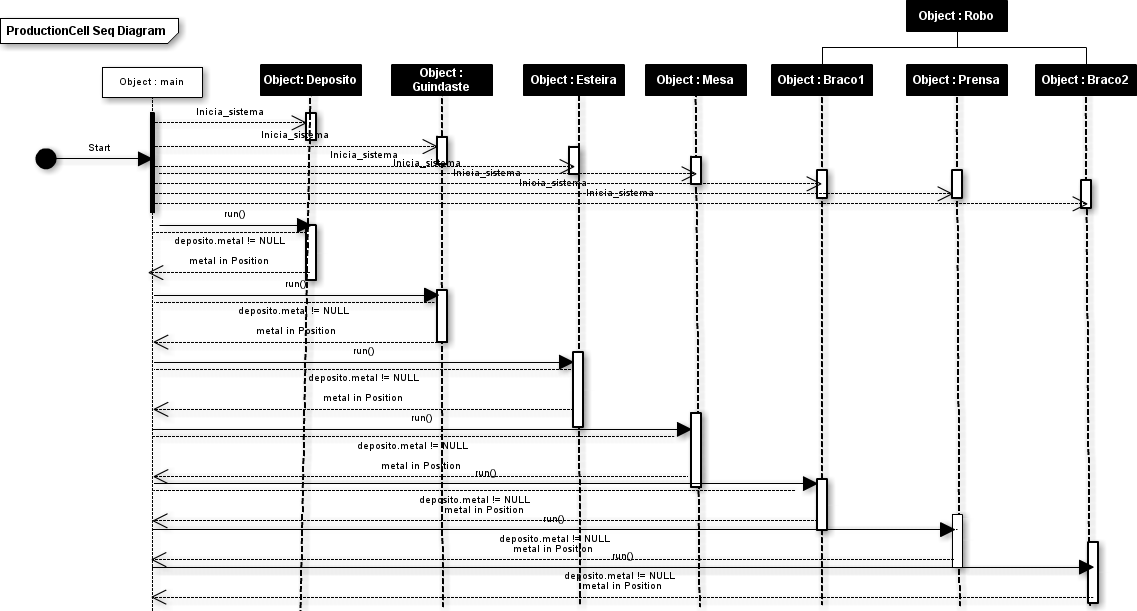 Object : Robo
ProductionCell Seq Diagram
Object : main
Object: Deposito
Object :
Guindaste
Object : Esteira
Object : Mesa
Object : Braco1
Object : Prensa
Object : Braco2
Inicia_sistema
Inicia_sistema
Start
Inicia_sistema
Inicia_sistema
Inicia_sistema
Inicia_sistema
Inicia_sistema
run()
deposito.metal != NULL
metal in Position
run()
deposito.metal != NULL
metal in Position
run()
deposito.metal != NULL
metal in Position
run()
deposito.metal != NULL
metal in Position
run()
deposito.metal != NULL
metal in Position
run()
deposito.metal != NULL
metal in Position
run()
deposito.metal != NULL
metal in Position